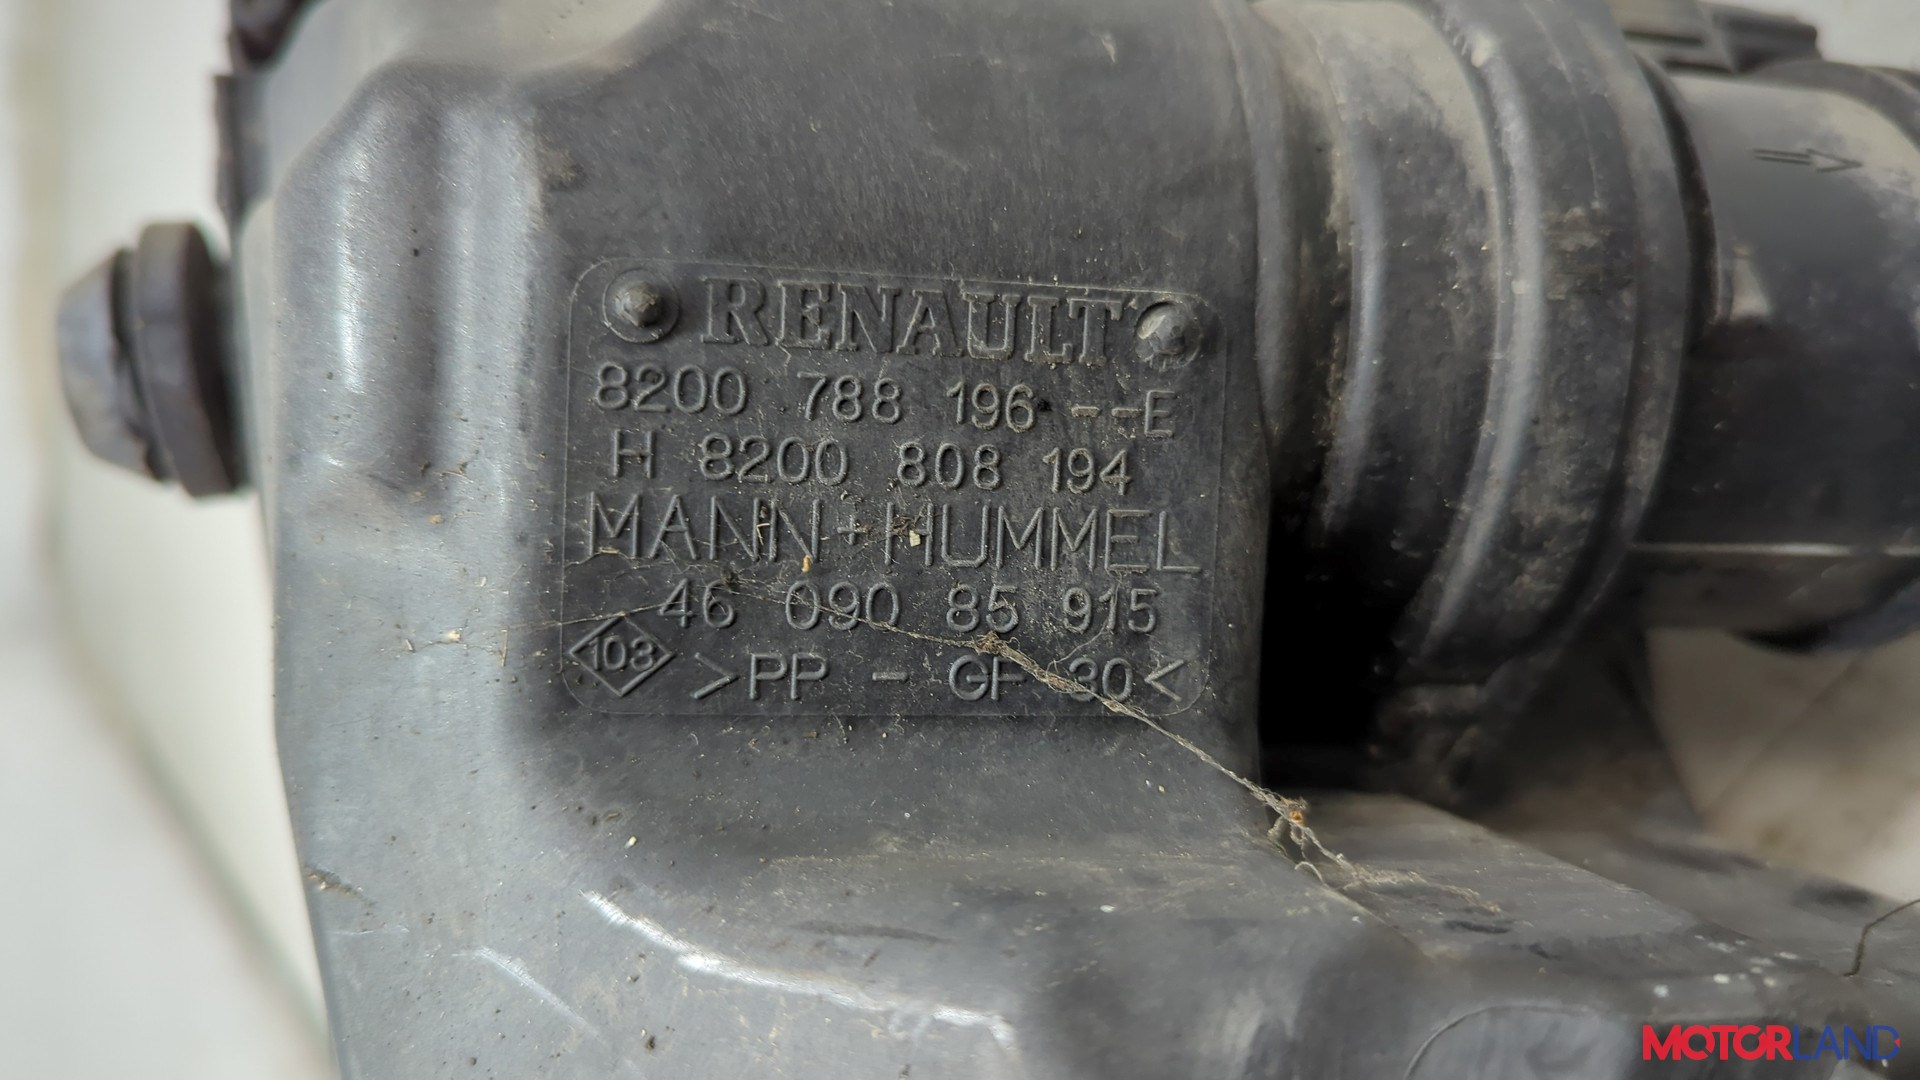 RENAULT
8200 788 196 --E
H 8200 808 194
MANN+HUMMEL
46 090 85 915
103 >PP - GF 30<
MOTORLAND